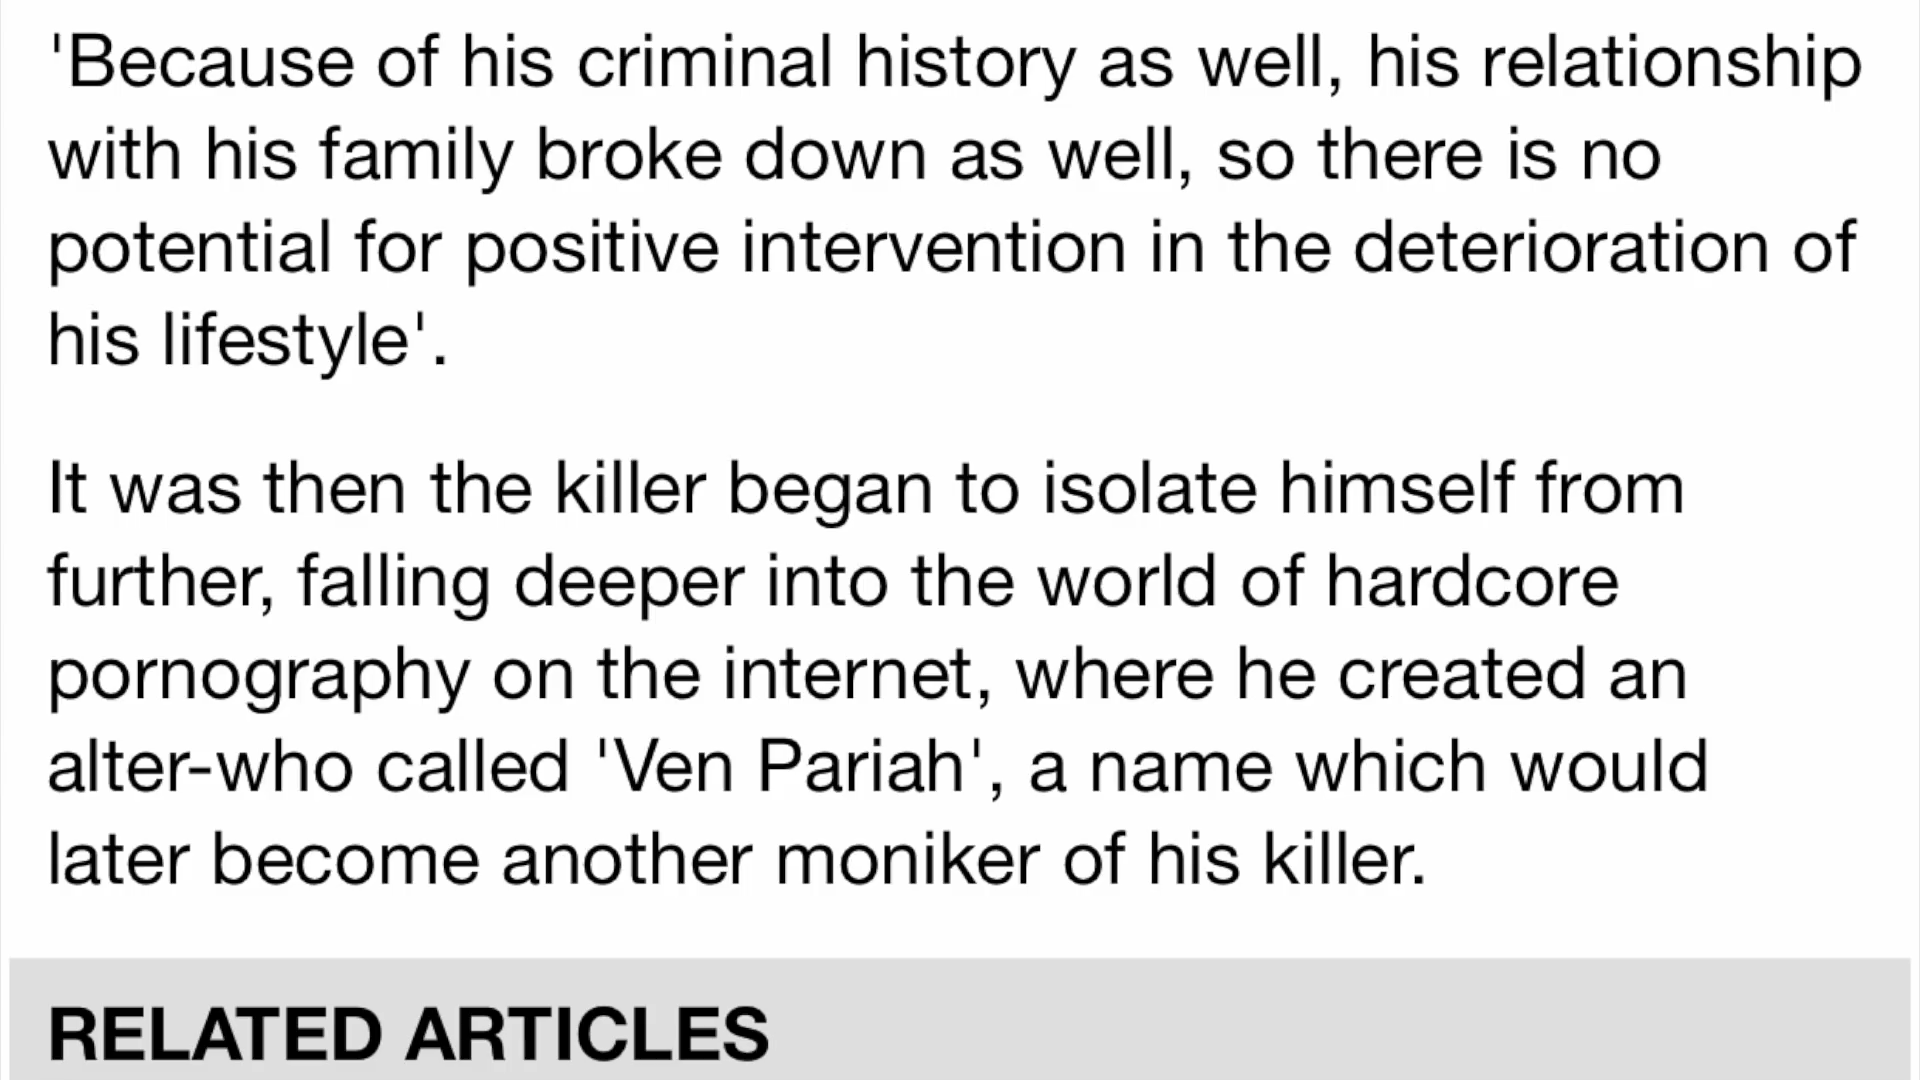 'Because of his criminal history as well, his relationship
with his family broke down as well, so there is no
potential for positive intervention in the deterioration of
his lifestyle'.
It was then the killer began to isolate himself from
further, falling deeper into the world of hardcore
pornography on the internet, where he created an
alter-who called 'Ven Pariah', a name which would
later become another moniker of his killer.
RELATED ARTICLES